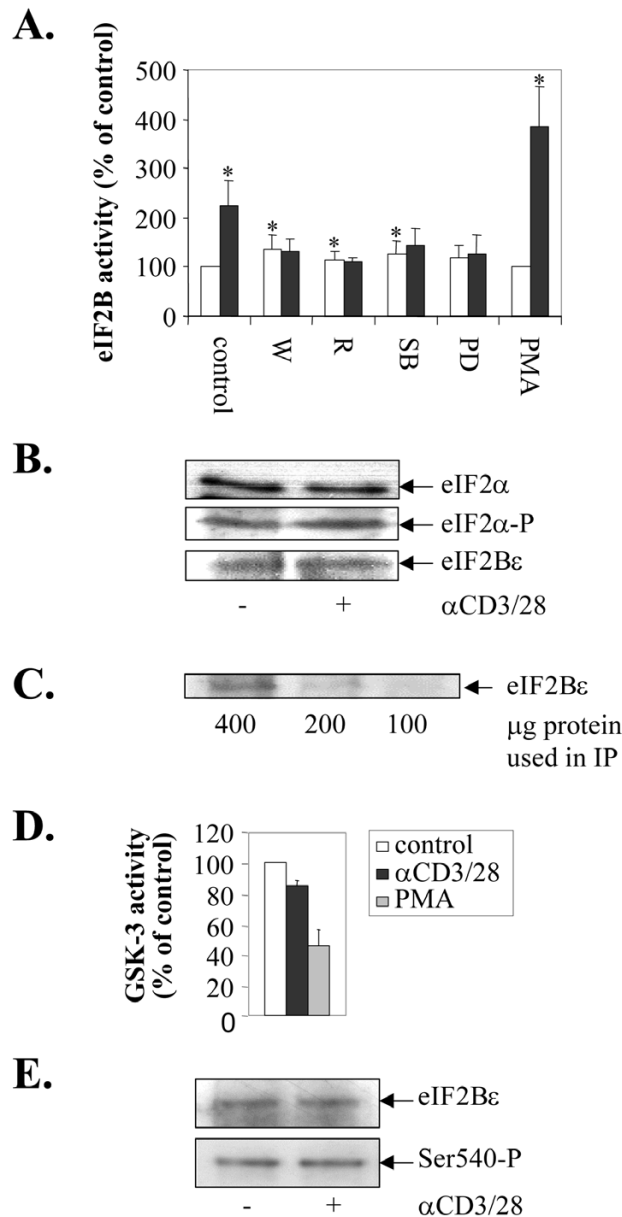 A.
eIF2B activity (% of control)
500
400
300
200
100
0
*
*
*
*
*
control
W
R
SB
PD
PMA
B.
eIF2α
eIF2α-P
eIF2Bε
- + αCD3/28
C.
eIF2Bε
400 200 100 μg protein
used in IP
D.
GSK-3 activity
(% of control)
120
100
80
60
40
20
0
control
αCD3/28
PMA
E.
eIF2Bε
Ser540-P
- + αCD3/28